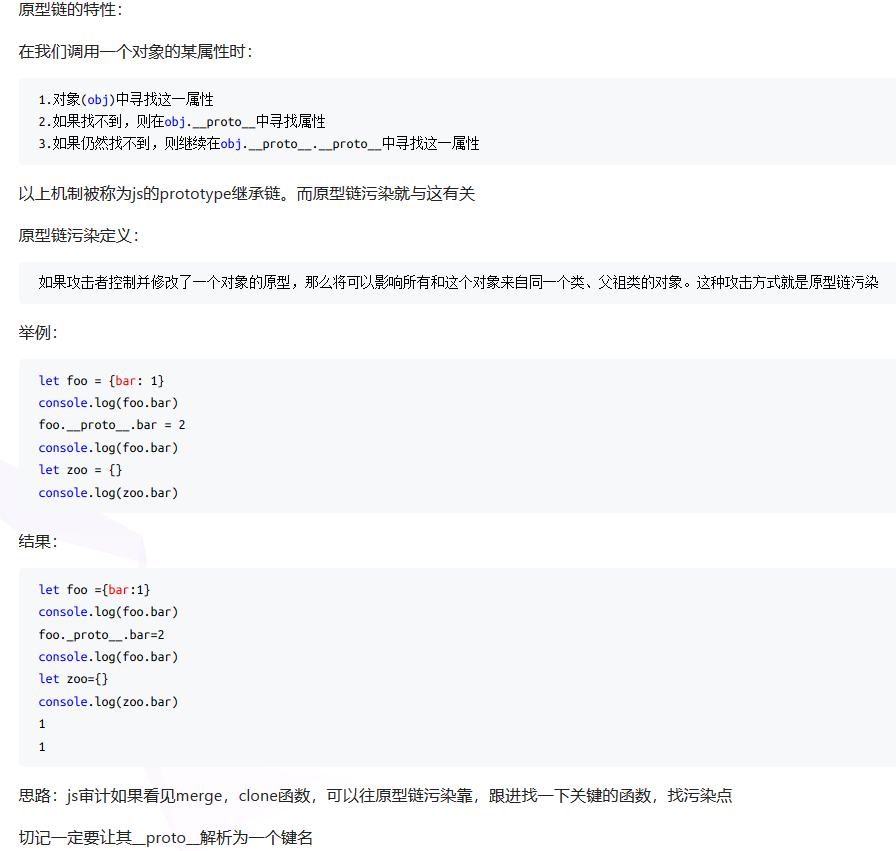 原型链的特性：
在我们调用一个对象的某属性时：
1.对象(obj)中寻找这一属性
2.如果找不到，则在obj.__proto__中寻找属性
3.如果仍然找不到，则继续在obj.__proto__.__proto__中寻找这一属性
以上机制被称为js的prototype继承链。而原型链污染就与这有关
原型链污染定义：
如果攻击者控制并修改了一个对象的原型，那么将可以影响所有和这个对象来自同一个类、父祖类的对象。这种攻击方式就是原型链污染
举例：
let foo = {bar: 1}
console.log(foo.bar)
foo.__proto__.bar = 2
console.log(foo.bar)
let zoo = {}
console.log(zoo.bar)
结果：
let foo ={bar:1}
console.log(foo.bar)
foo._proto__.bar=2
console.log(foo.bar)
let zoo={}
console.log(zoo.bar)
1
1
思路：js审计如果看见merge，clone函数，可以往原型链污染靠，跟进找一下关键的函数，找污染点
切记一定要让其__proto__解析为一个键名